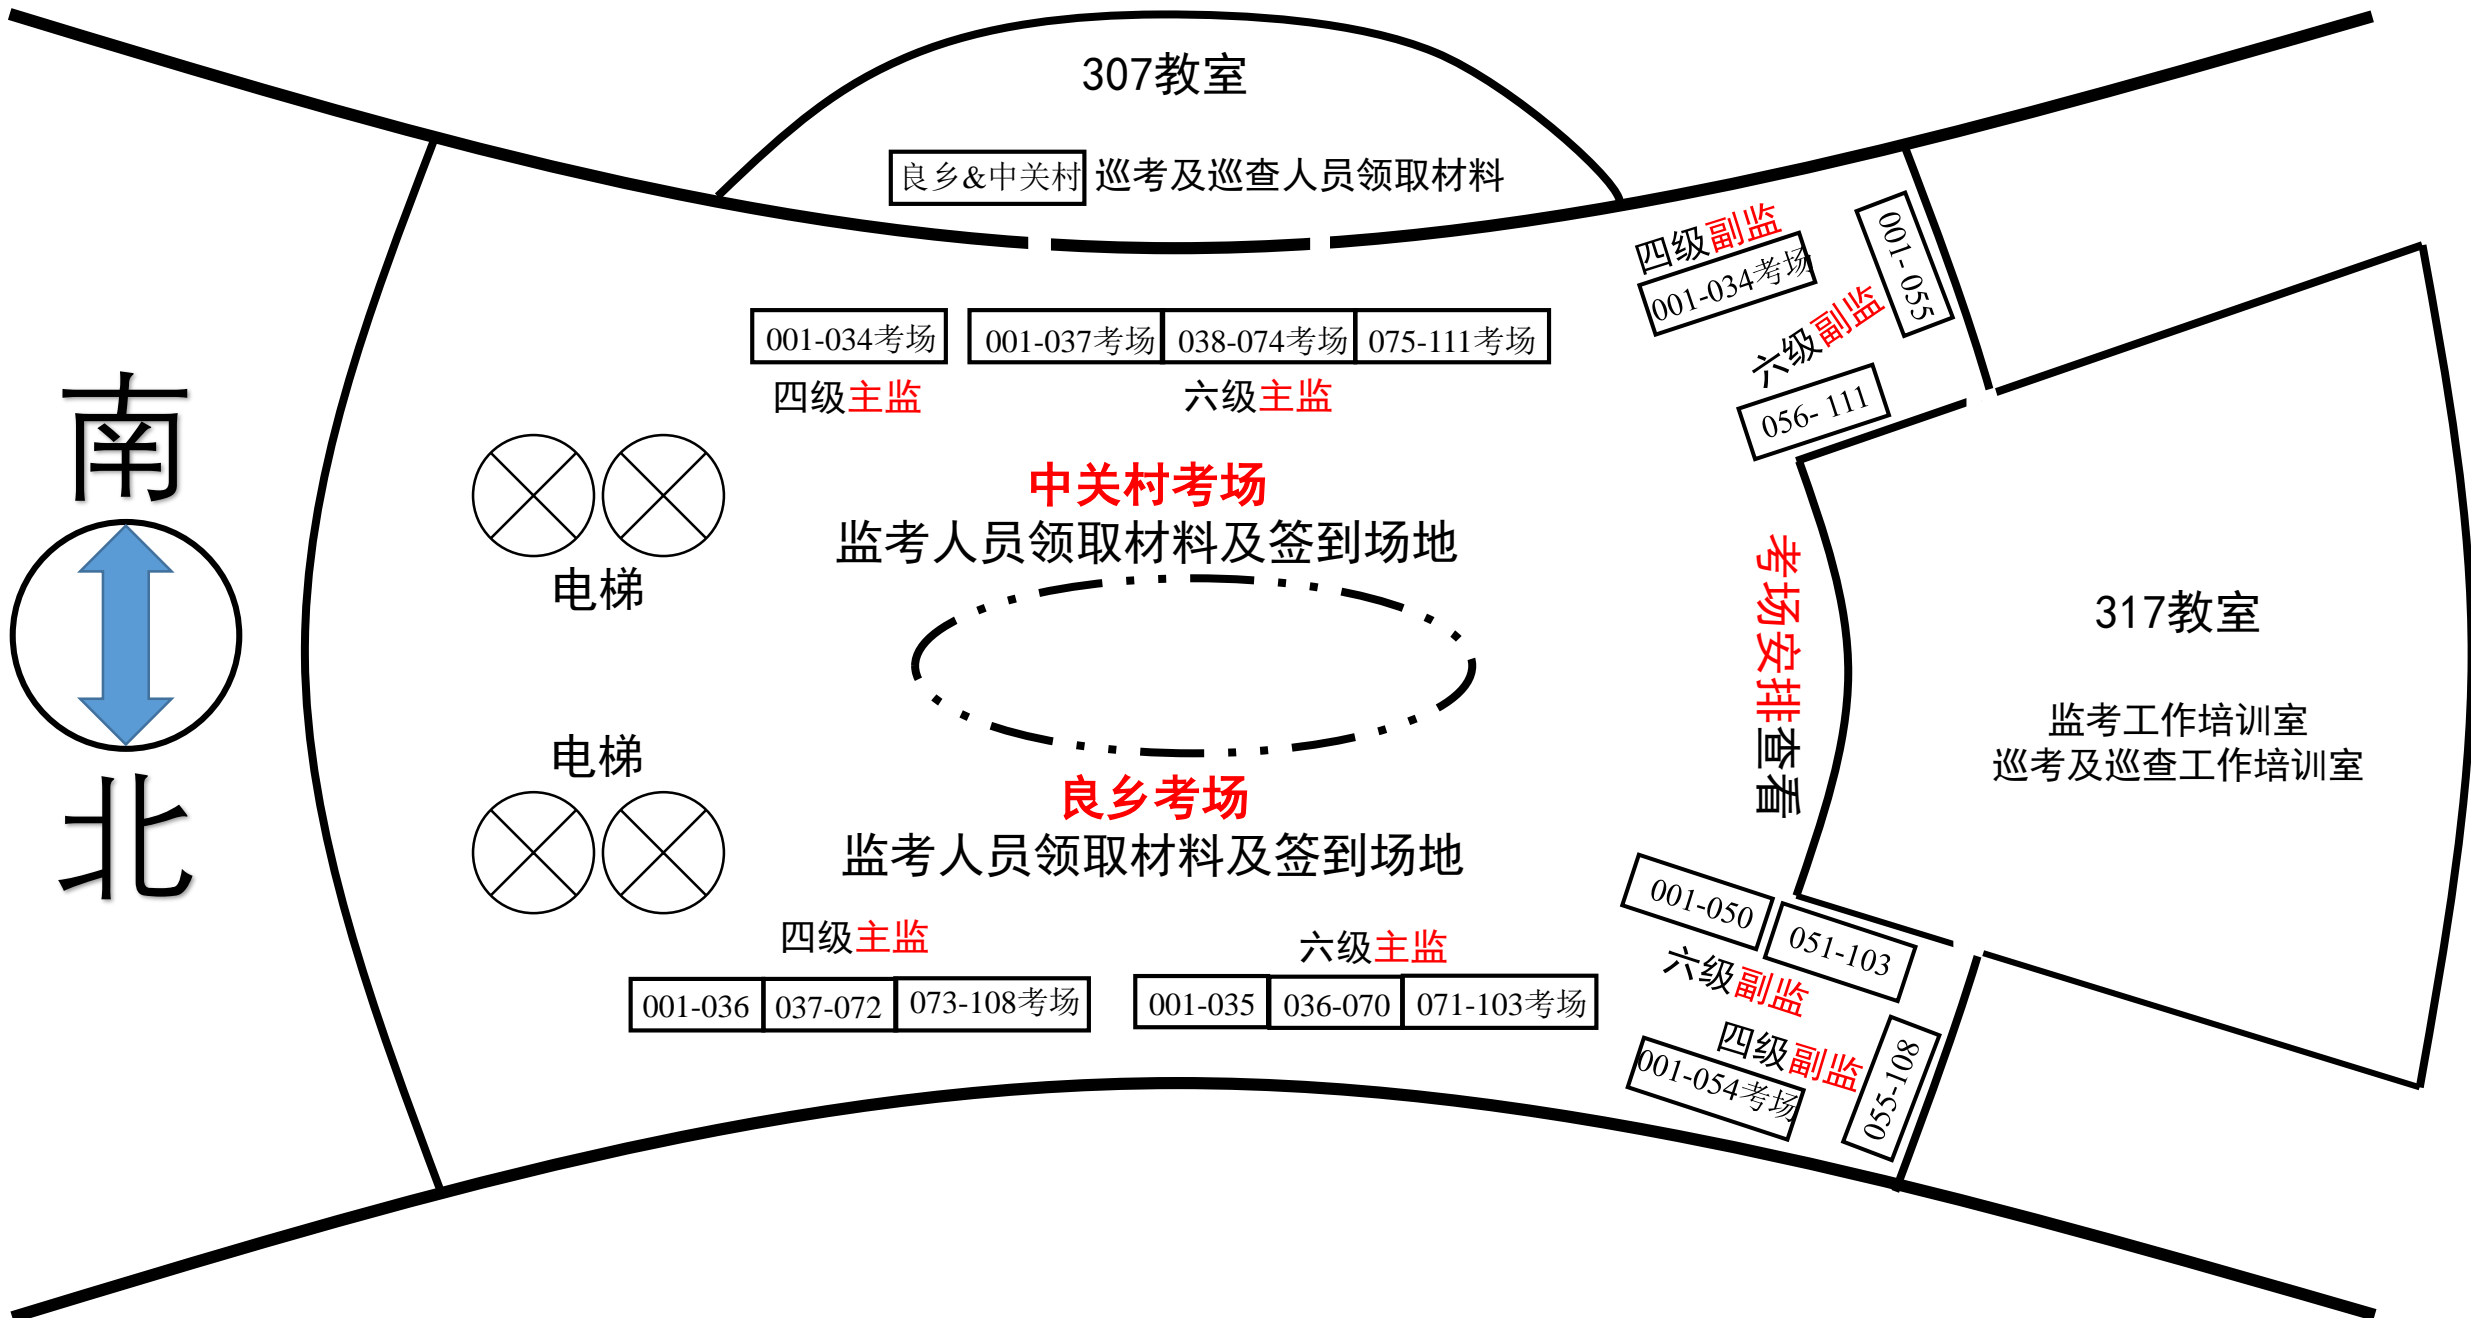 307教室
良乡&中关村 巡考及巡查人员领取材料
四级副监
001-034考场
001-055
六级副监
056-111
001-034考场 001-037考场 038-074考场 075-111考场
四级主监 六级主监
南
北
中关村考场
监考人员领取材料及签到场地
电梯
电梯
良乡考场
监考人员领取材料及签到场地
考场安排查看
317教室
监考工作培训室
巡考及巡查工作培训室
四级主监 六级主监
001-036 037-072 073-108考场 001-035 036-070 071-103考场
001-050 051-103
六级副监
四级副监
001-054考场
055-108